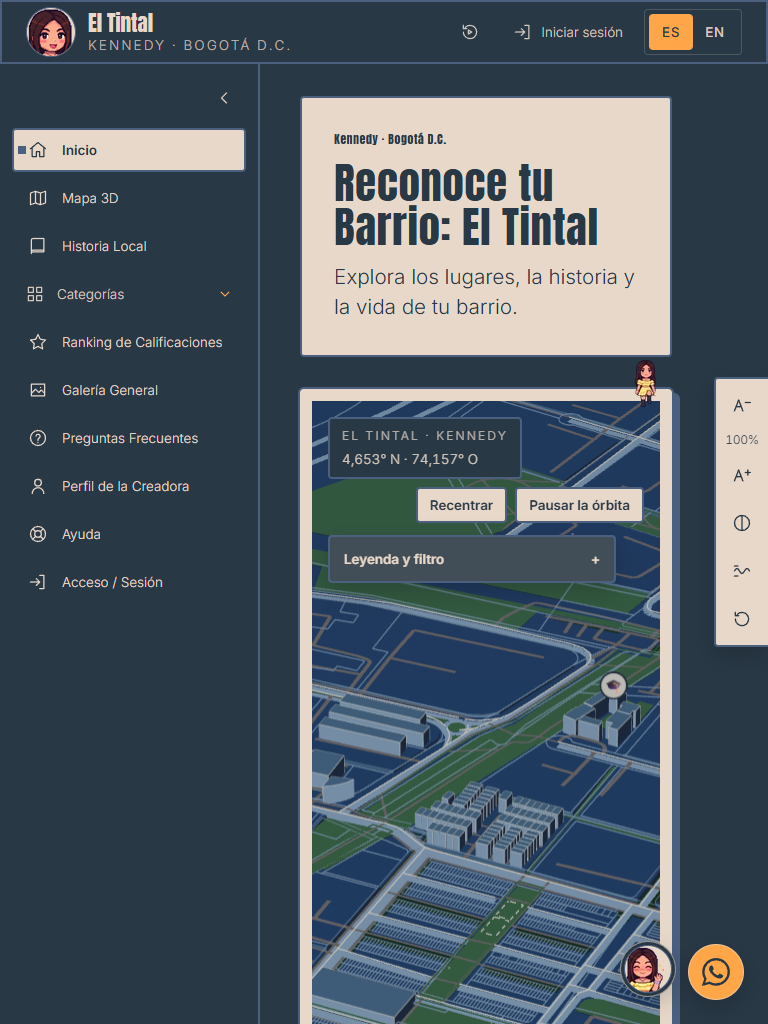 El Tintal
KENNEDY · BOGOTÁ D.C.
Iniciar sesión
ES
EN
Inicio
Mapa 3D
Historia Local
Categorías
Ranking de Calificaciones
Galería General
Preguntas Frecuentes
Perfil de la Creadora
Ayuda
Acceso / Sesión
Kennedy · Bogotá D.C.
Reconoce tu
Barrio: El Tintal
Explora los lugares, la historia y
la vida de tu barrio.
EL TINTAL · KENNEDY
4,653° N · 74,157° O
Recentrar
Pausar la órbita
Leyenda y filtro
+
A−
100%
A+